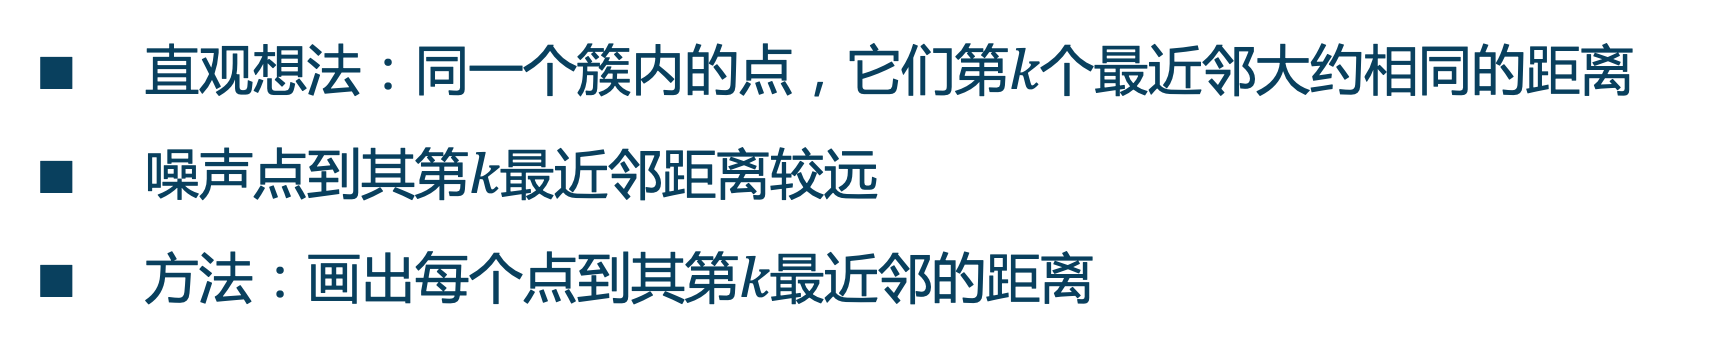 ■ 直观想法：同一个簇内的点，它们第k个最近邻大约相同的距离
■ 噪声点到其第k最近邻距离较远
■ 方法：画出每个点到其第k最近邻的距离